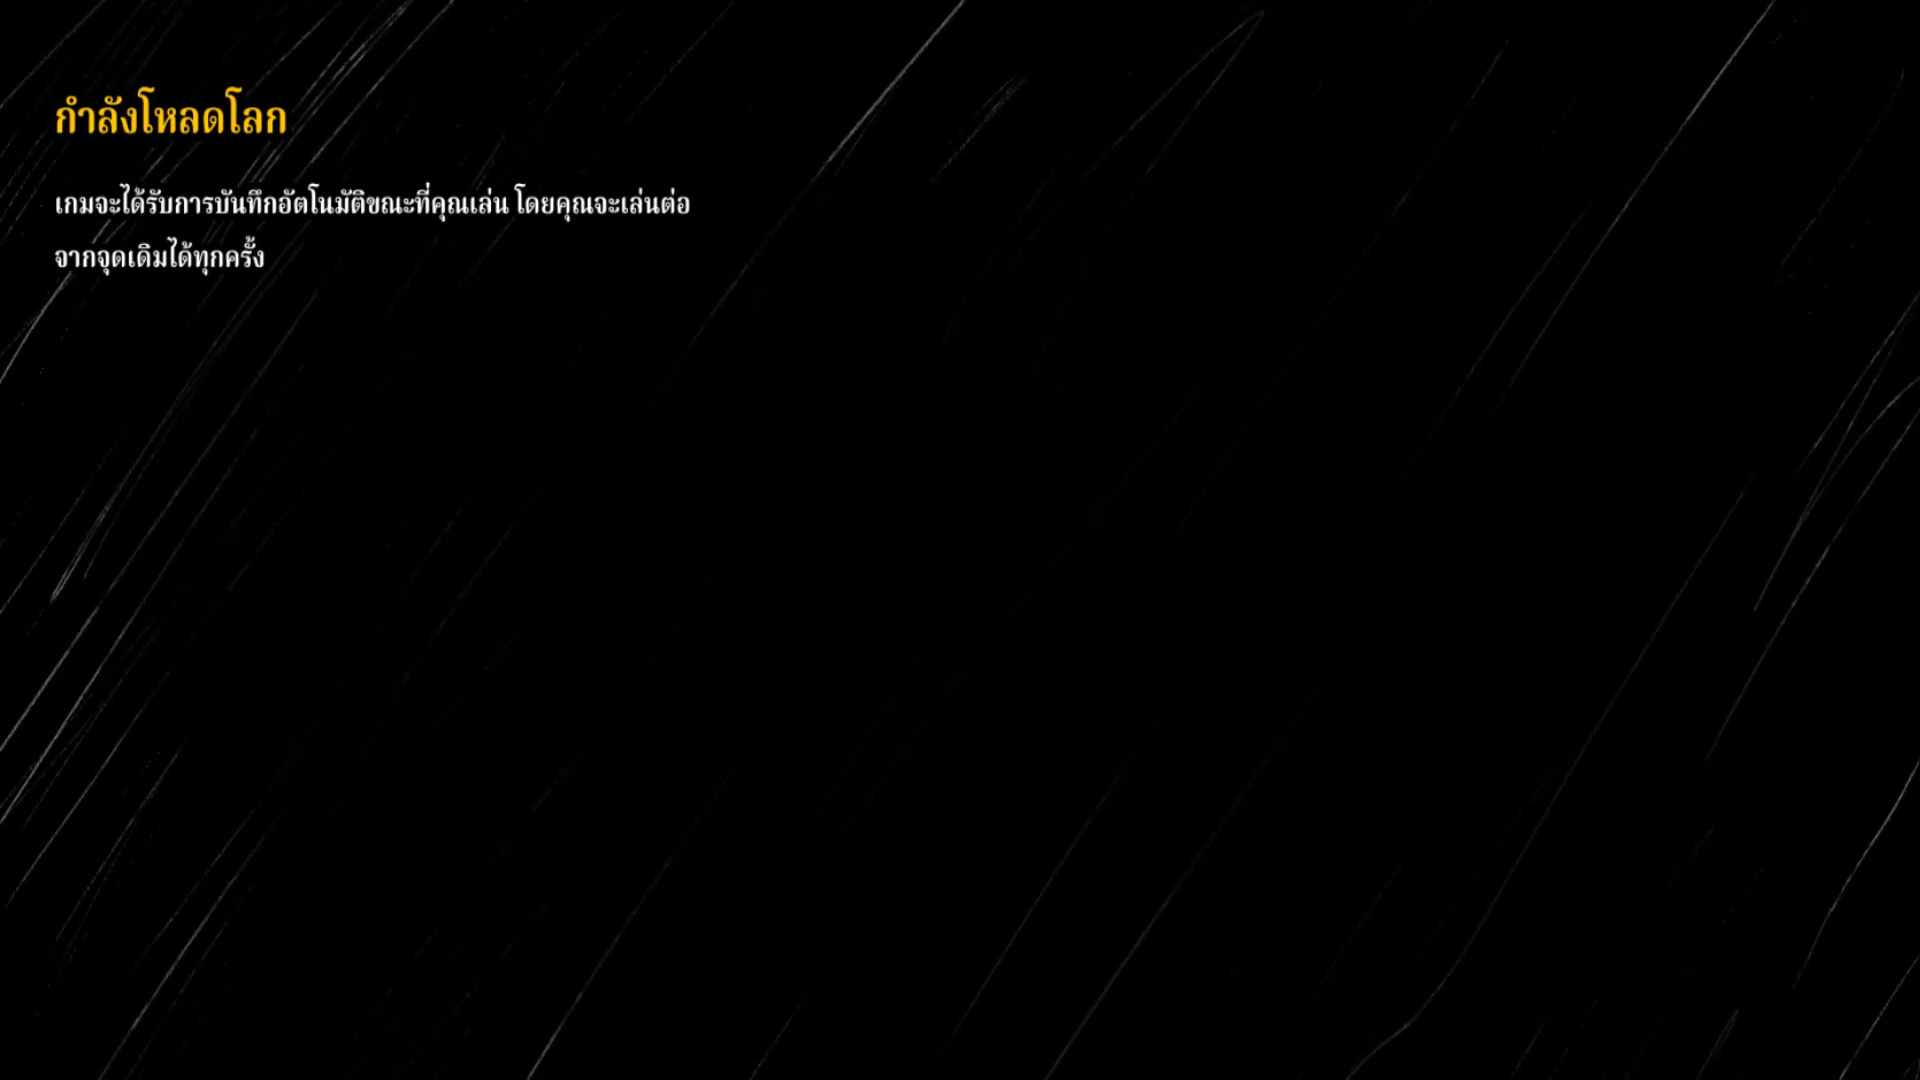 กำลังโหลดโลก
เกมจะได้รับการบันทึกอัตโนมัติขณะที่คุณเล่น โดยคุณจะเล่นต่อ
จากจุดเดิมได้ทุกครั้ง